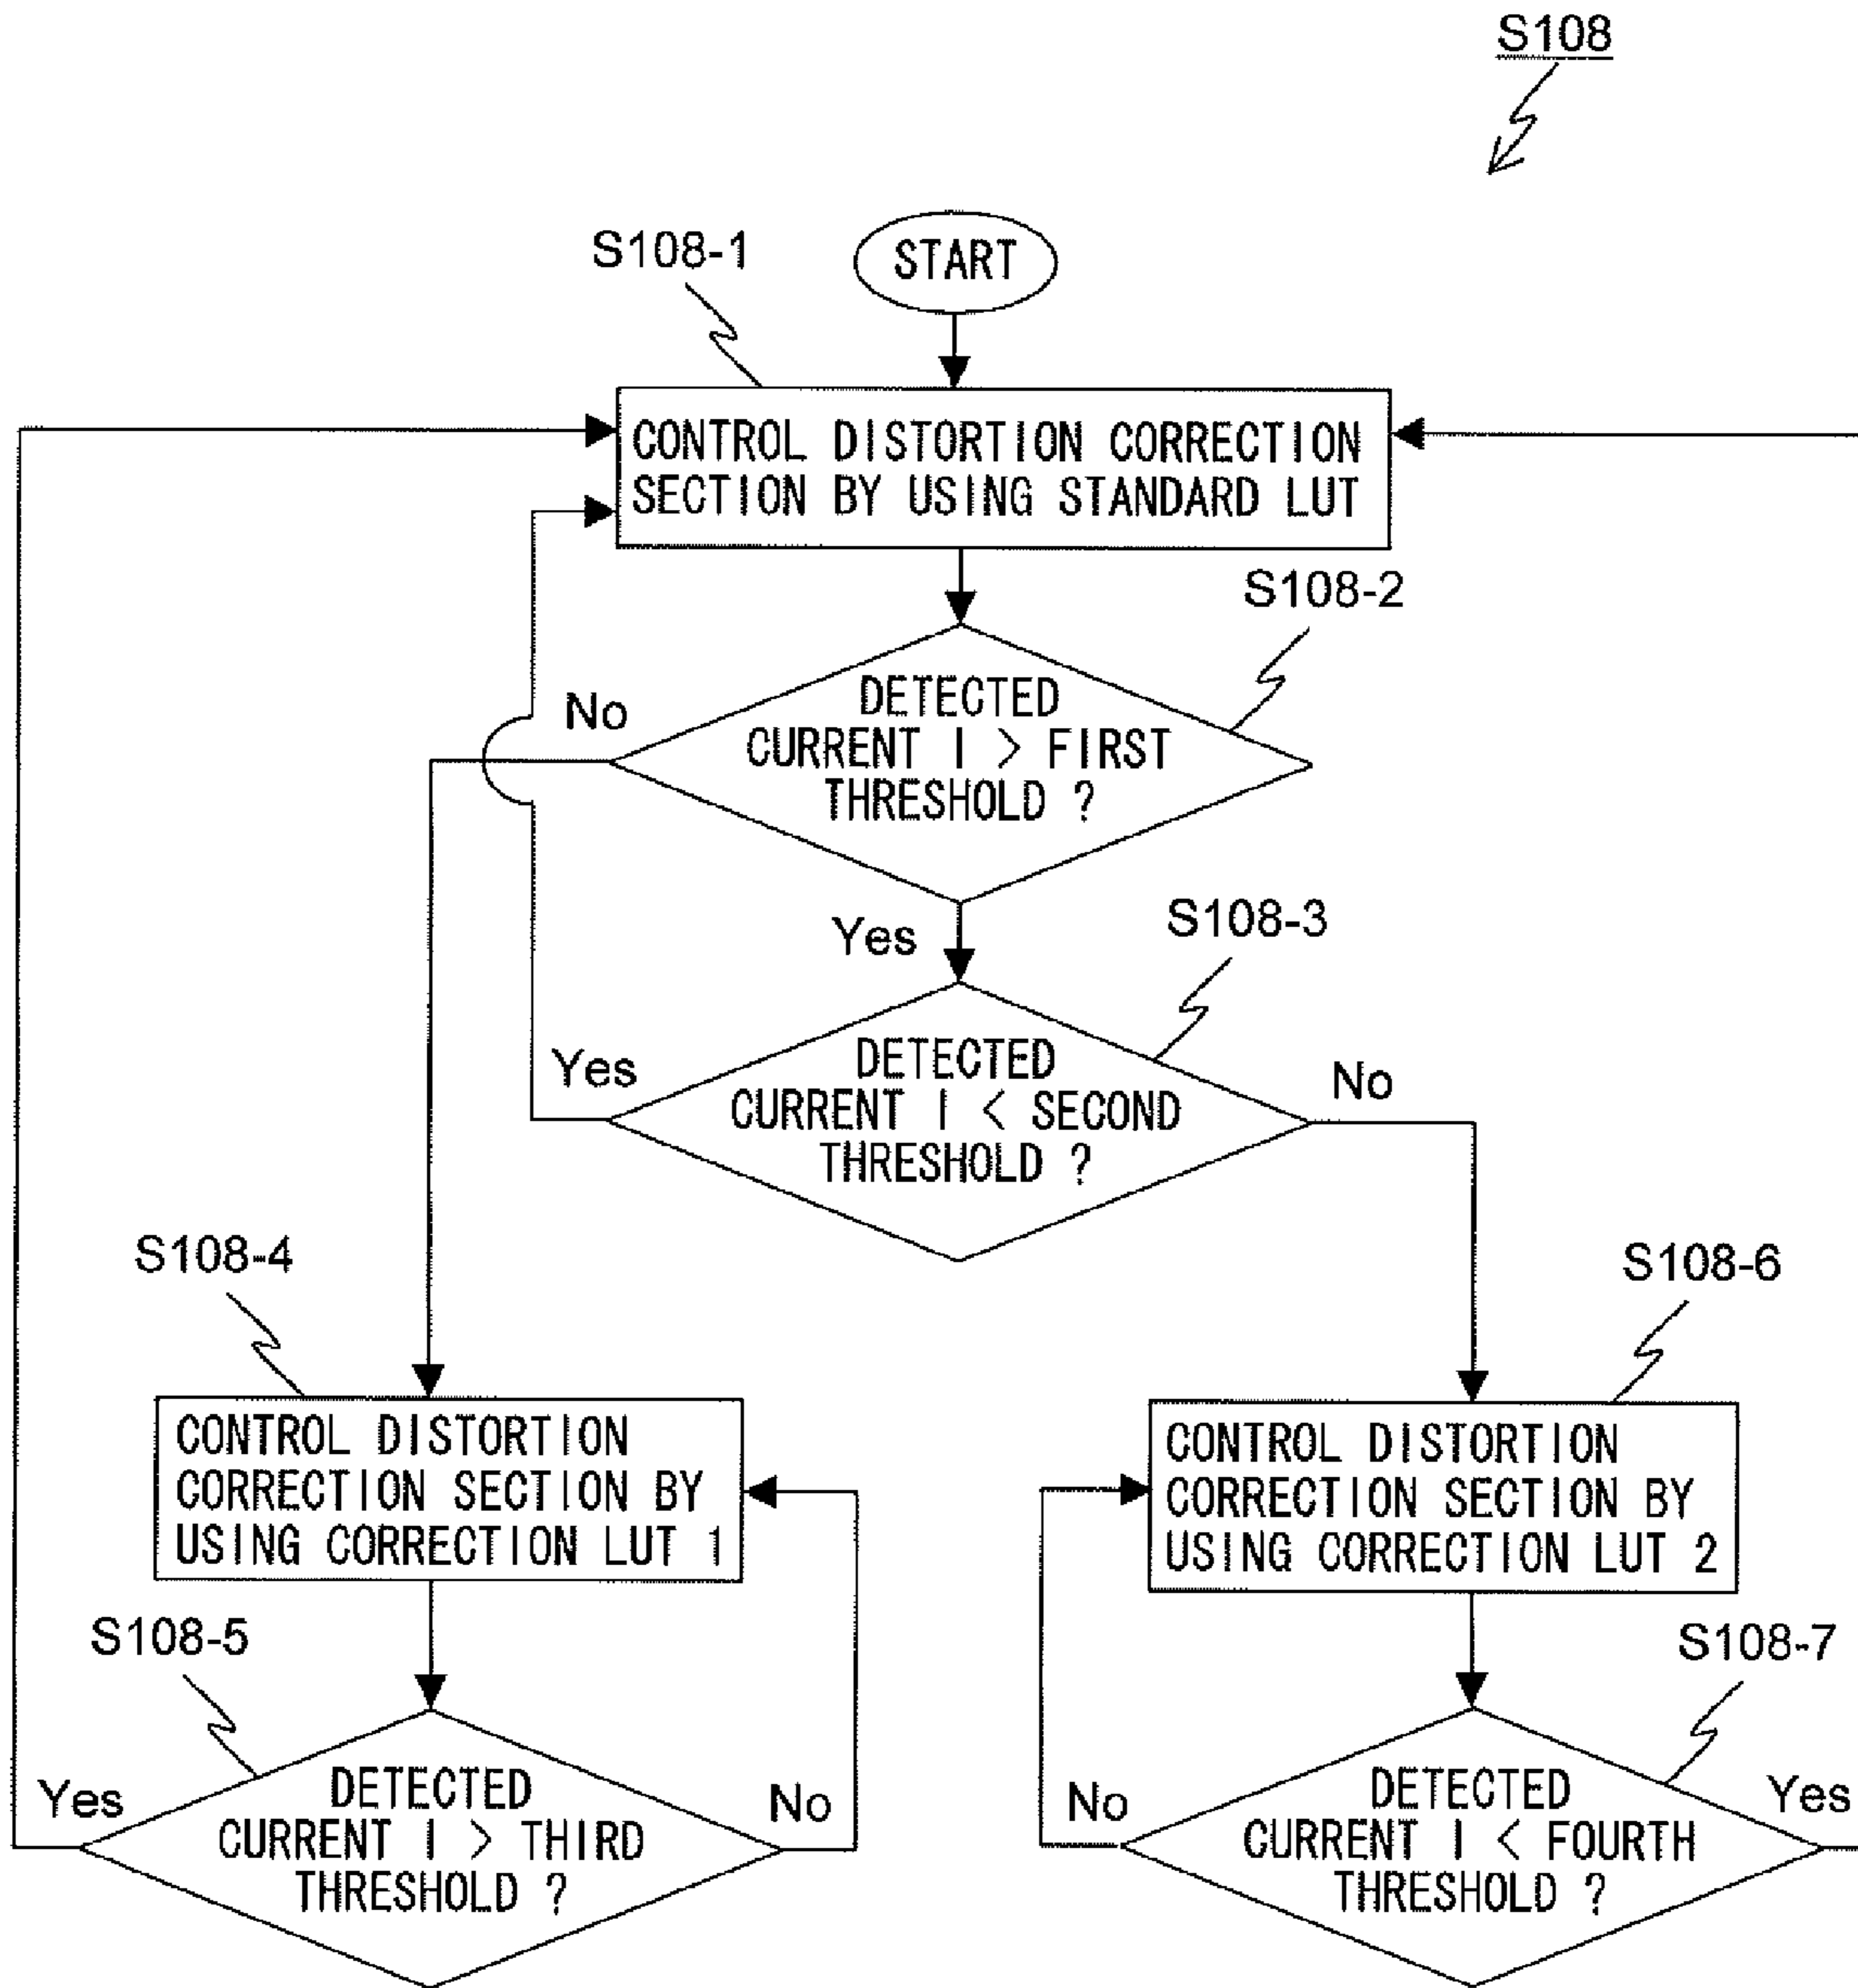 S108
S108-1
START
CONTROL DISTORTION CORRECTION
SECTION BY USING STANDARD LUT
S108-2
No
DETECTED
CURRENT I > FIRST
THRESHOLD ?
Yes
S108-3
Yes
DETECTED
CURRENT I < SECOND
THRESHOLD ?
No
S108-4
CONTROL DISTORTION
CORRECTION SECTION BY
USING CORRECTION LUT 1
S108-6
CONTROL DISTORTION
CORRECTION SECTION BY
USING CORRECTION LUT 2
S108-5
Yes
DETECTED
CURRENT I > THIRD
THRESHOLD ?
No
S108-7
No
DETECTED
CURRENT I < FOURTH
THRESHOLD ?
Yes